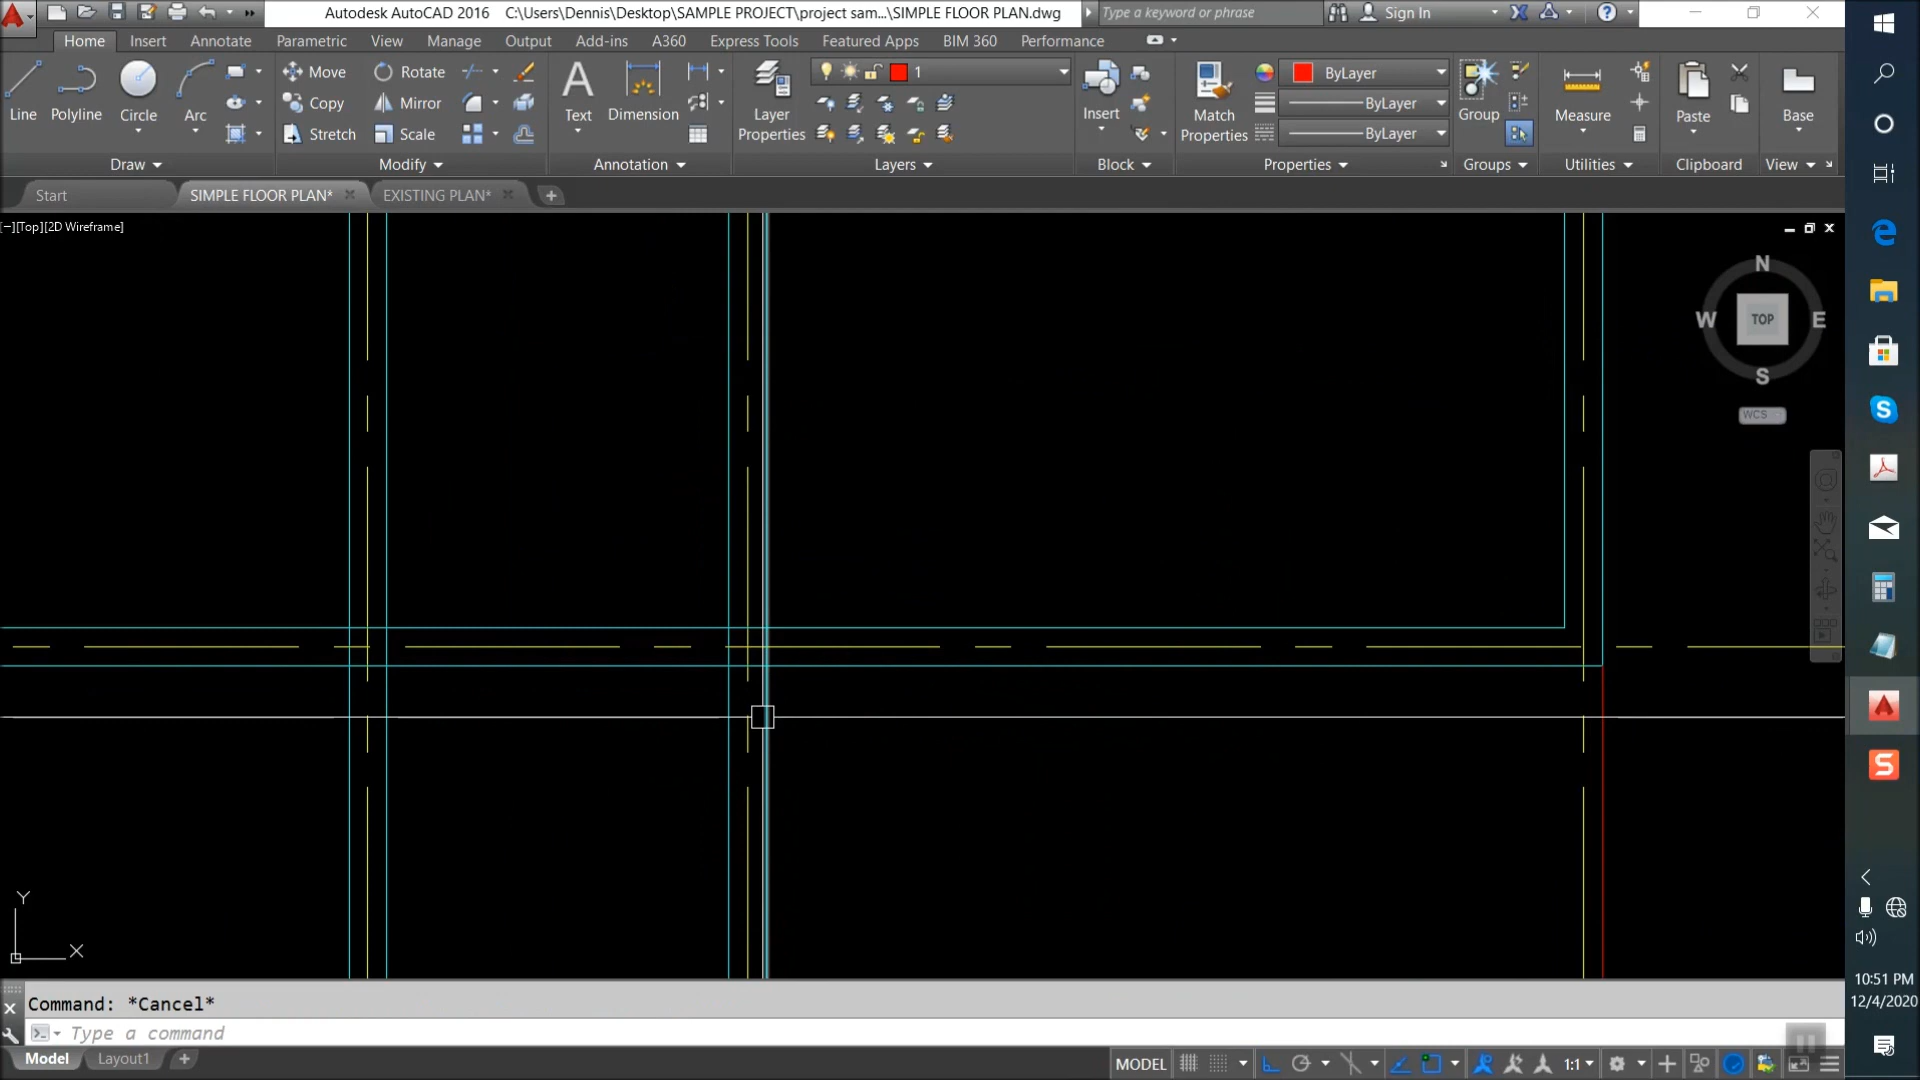 Autodesk AutoCAD 2016 C:\Users\Dennis\Desktop\SAMPLE PROJECT\project sam...\SIMPLE FLOOR PLAN.dwg Type a keyword or phrase Sign In
Home Insert Annotate Parametric View Manage Output Add-ins A360 Express Tools Featured Apps BIM 360 Performance
Line Polyline Circle Arc
Move Rotate
Copy Mirror
Stretch Scale
Text Dimension
Layer Properties
1
Insert
Match Properties
ByLayer
ByLayer
ByLayer
Group Measure Paste Base
Draw Modify Annotation Layers Block Properties Groups Utilities Clipboard View
Start SIMPLE FLOOR PLAN* EXISTING PLAN*
[−][Top][2D Wireframe]
N
W TOP E
S
WCS
Y
X
Command: *Cancel*
Type a command
Model Layout1
MODEL 1:1
10:51 PM
12/4/2020